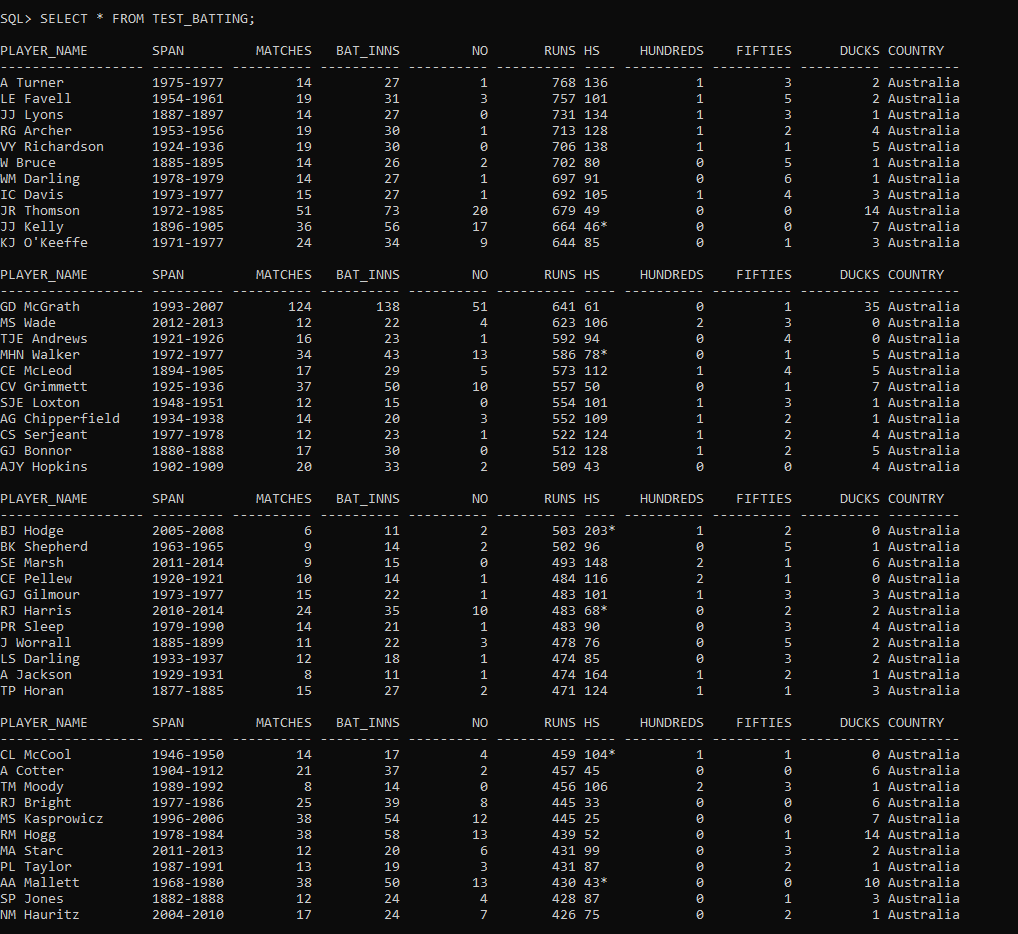 SQL> SELECT * FROM TEST_BATTING;
PLAYER_NAME        SPAN         MATCHES   BAT_INNS         NO       RUNS HS    HUNDREDS    FIFTIES      DUCKS COUNTRY
------------------ --------- ---------- ---------- ---------- ---------- ---- ---------- ---------- ---------- ---------
A Turner           1975-1977         14         27          1        768 136           1          3          2 Australia
LE Favell          1954-1961         19         31          3        757 101           1          5          2 Australia
JJ Lyons           1887-1897         14         27          0        731 134           1          3          1 Australia
RG Archer          1953-1956         19         30          1        713 128           1          2          4 Australia
VY Richardson      1924-1936         19         30          0        706 138           1          1          5 Australia
W Bruce            1885-1895         14         26          2        702 80            0          5          1 Australia
WM Darling         1978-1979         14         27          1        697 91            0          6          1 Australia
IC Davis           1973-1977         15         27          1        692 105           1          4          3 Australia
JR Thomson         1972-1985         51         73         20        679 49            0          0         14 Australia
JJ Kelly           1896-1905         36         56         17        664 46*           0          0          7 Australia
KJ O'Keeffe        1971-1977         24         34          9        644 85            0          1          3 Australia
PLAYER_NAME        SPAN         MATCHES   BAT_INNS         NO       RUNS HS    HUNDREDS    FIFTIES      DUCKS COUNTRY
------------------ --------- ---------- ---------- ---------- ---------- ---- ---------- ---------- ---------- ---------
GD McGrath         1993-2007        124        138         51        641 61            0          1         35 Australia
MS Wade            2012-2013         12         22          4        623 106           2          3          0 Australia
TJE Andrews        1921-1926         16         23          1        592 94            0          4          0 Australia
MHN Walker         1972-1977         34         43         13        586 78*           0          1          5 Australia
CE McLeod          1894-1905         17         29          5        573 112           1          4          5 Australia
CV Grimmett        1925-1936         37         50         10        557 50            0          1          7 Australia
SJE Loxton         1948-1951         12         15          0        554 101           1          3          1 Australia
AG Chipperfield    1934-1938         14         20          3        552 109           1          2          1 Australia
CS Serjeant        1977-1978         12         23          1        522 124           1          2          4 Australia
GJ Bonnor          1880-1888         17         30          0        512 128           1          2          5 Australia
AJY Hopkins        1902-1909         20         33          2        509 43            0          0          4 Australia
PLAYER_NAME        SPAN         MATCHES   BAT_INNS         NO       RUNS HS    HUNDREDS    FIFTIES      DUCKS COUNTRY
------------------ --------- ---------- ---------- ---------- ---------- ---- ---------- ---------- ---------- ---------
BJ Hodge           2005-2008          6         11          2        503 203*          1          2          0 Australia
BK Shepherd        1963-1965          9         14          2        502 96            0          5          1 Australia
SE Marsh           2011-2014          9         15          0        493 148           2          1          6 Australia
CE Pellew          1920-1921         10         14          1        484 116           2          1          0 Australia
GJ Gilmour         1973-1977         15         22          1        483 101           1          3          3 Australia
RJ Harris          2010-2014         24         35         10        483 68*           0          2          2 Australia
PR Sleep           1979-1990         14         21          1        483 90            0          3          4 Australia
J Worrall          1885-1899         11         22          3        478 76            0          5          2 Australia
LS Darling         1933-1937         12         18          1        474 85            0          3          2 Australia
A Jackson          1929-1931          8         11          1        474 164           1          2          1 Australia
TP Horan           1877-1885         15         27          2        471 124           1          1          3 Australia
PLAYER_NAME        SPAN         MATCHES   BAT_INNS         NO       RUNS HS    HUNDREDS    FIFTIES      DUCKS COUNTRY
------------------ --------- ---------- ---------- ---------- ---------- ---- ---------- ---------- ---------- ---------
CL McCool          1946-1950         14         17          4        459 104*          1          1          0 Australia
A Cotter           1904-1912         21         37          2        457 45            0          0          6 Australia
TM Moody           1989-1992          8         14          0        456 106           2          3          1 Australia
RJ Bright          1977-1986         25         39          8        445 33            0          0          6 Australia
MS Kasprowicz      1996-2006         38         54         12        445 25            0          0          7 Australia
RM Hogg            1978-1984         38         58         13        439 52            0          1         14 Australia
MA Starc           2011-2013         12         20          6        431 99            0          3          2 Australia
PL Taylor          1987-1991         13         19          3        431 87            0          2          1 Australia
AA Mallett         1968-1980         38         50         13        430 43*           0          0         10 Australia
SP Jones           1882-1888         12         24          4        428 87            0          1          3 Australia
NM Hauritz         2004-2010         17         24          7        426 75            0          2          1 Australia